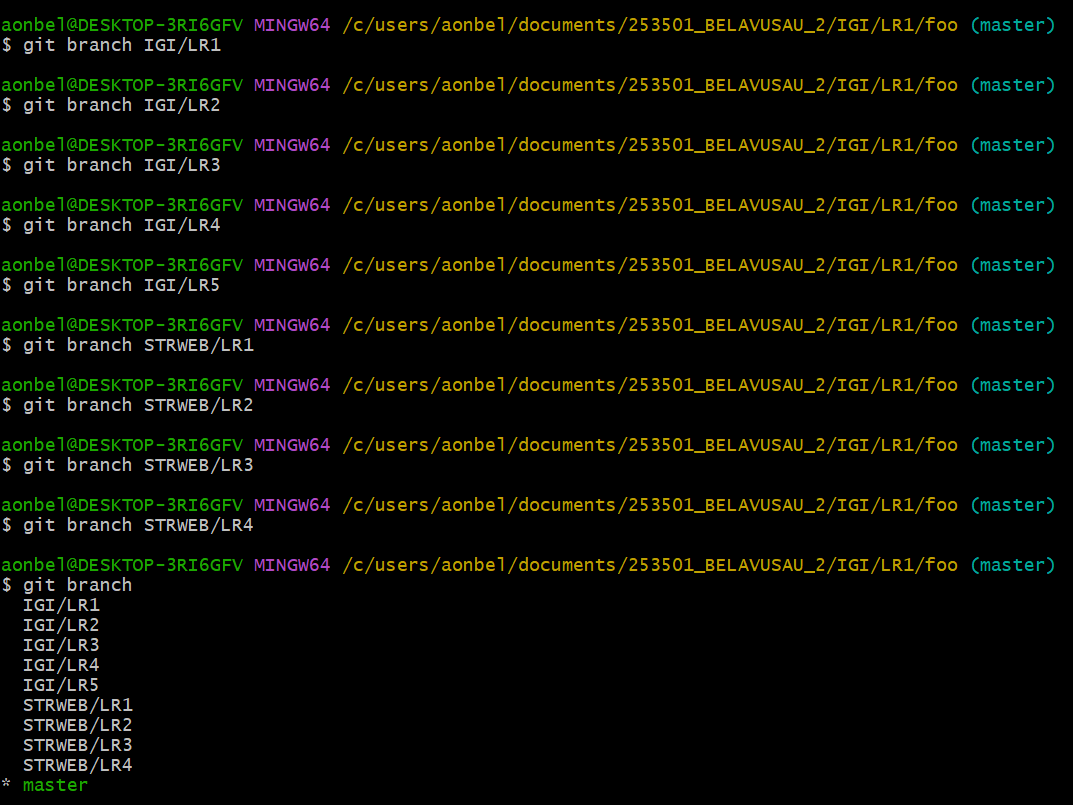 aonbel@DESKTOP-3RI6GFV MINGW64 /c/users/aonbel/documents/253501_BELAVUSAU_2/IGI/LR1/foo (master)
$ git branch IGI/LR1
aonbel@DESKTOP-3RI6GFV MINGW64 /c/users/aonbel/documents/253501_BELAVUSAU_2/IGI/LR1/foo (master)
$ git branch IGI/LR2
aonbel@DESKTOP-3RI6GFV MINGW64 /c/users/aonbel/documents/253501_BELAVUSAU_2/IGI/LR1/foo (master)
$ git branch IGI/LR3
aonbel@DESKTOP-3RI6GFV MINGW64 /c/users/aonbel/documents/253501_BELAVUSAU_2/IGI/LR1/foo (master)
$ git branch IGI/LR4
aonbel@DESKTOP-3RI6GFV MINGW64 /c/users/aonbel/documents/253501_BELAVUSAU_2/IGI/LR1/foo (master)
$ git branch IGI/LR5
aonbel@DESKTOP-3RI6GFV MINGW64 /c/users/aonbel/documents/253501_BELAVUSAU_2/IGI/LR1/foo (master)
$ git branch STRWEB/LR1
aonbel@DESKTOP-3RI6GFV MINGW64 /c/users/aonbel/documents/253501_BELAVUSAU_2/IGI/LR1/foo (master)
$ git branch STRWEB/LR2
aonbel@DESKTOP-3RI6GFV MINGW64 /c/users/aonbel/documents/253501_BELAVUSAU_2/IGI/LR1/foo (master)
$ git branch STRWEB/LR3
aonbel@DESKTOP-3RI6GFV MINGW64 /c/users/aonbel/documents/253501_BELAVUSAU_2/IGI/LR1/foo (master)
$ git branch STRWEB/LR4
aonbel@DESKTOP-3RI6GFV MINGW64 /c/users/aonbel/documents/253501_BELAVUSAU_2/IGI/LR1/foo (master)
$ git branch
  IGI/LR1
  IGI/LR2
  IGI/LR3
  IGI/LR4
  IGI/LR5
  STRWEB/LR1
  STRWEB/LR2
  STRWEB/LR3
  STRWEB/LR4
* master